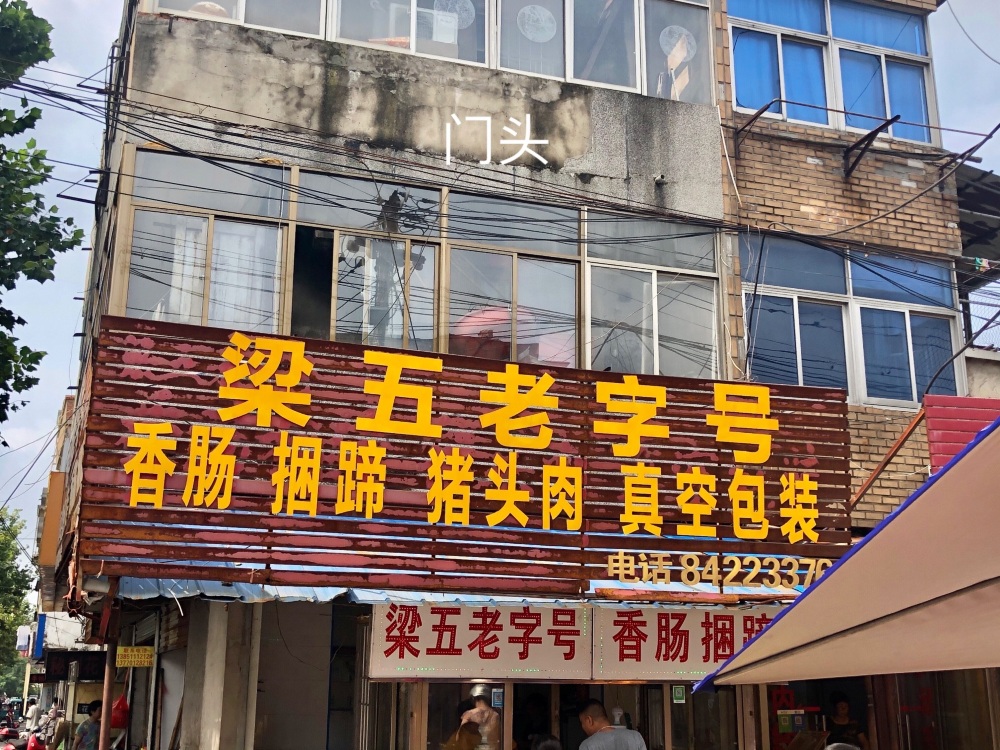 门头
梁五老字号
香肠 捆蹄 猪头肉 真空包装
电话 8422337
梁五老字号 香肠 捆蹄